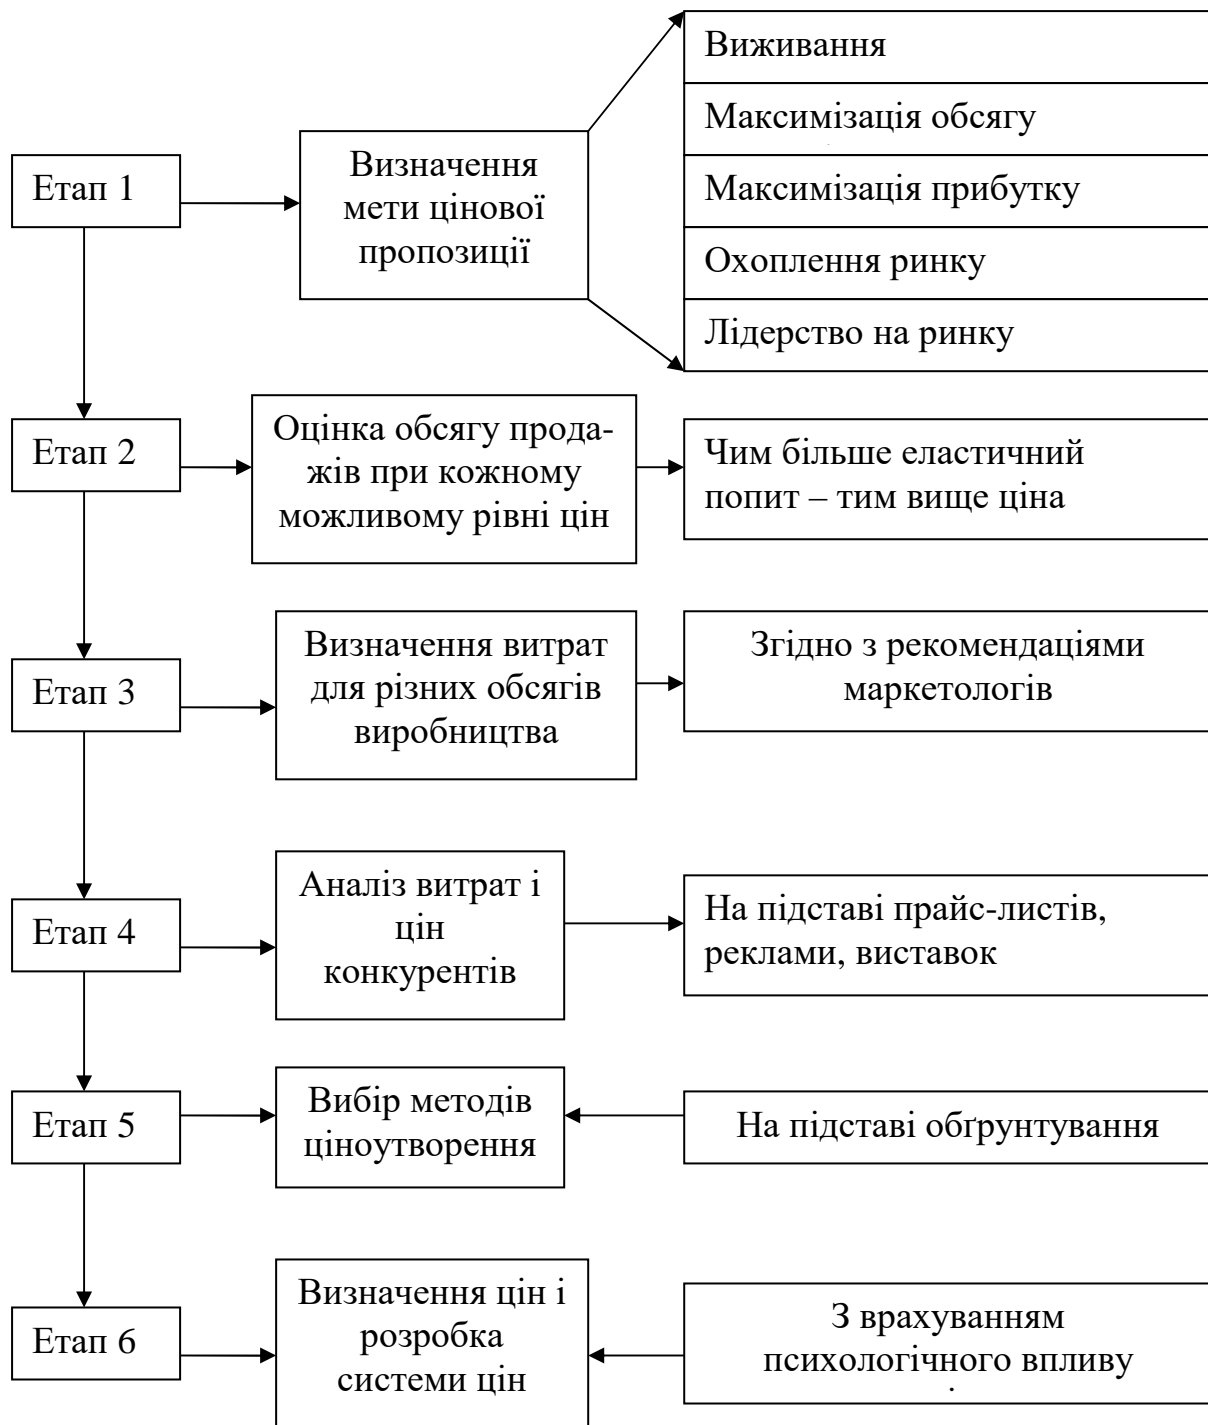 Виживання
Максимізація обсягу
Максимізація прибутку
Охоплення ринку
Лідерство на ринку
Етап 1
Визначення
мети цінової
пропозиції
Етап 2
Оцінка обсягу прода-
жів при кожному
можливому рівні цін
Чим більше еластичний
попит – тим вище ціна
Етап 3
Визначення витрат
для різних обсягів
виробництва
Згідно з рекомендаціями
маркетологів
Етап 4
Аналіз витрат і
цін
конкурентів
На підставі прайс-листів,
реклами, виставок
Етап 5
Вибір методів
ціноутворення
На підставі обґрунтування
Етап 6
Визначення цін і
розробка
системи цін
З врахуванням
психологічного впливу